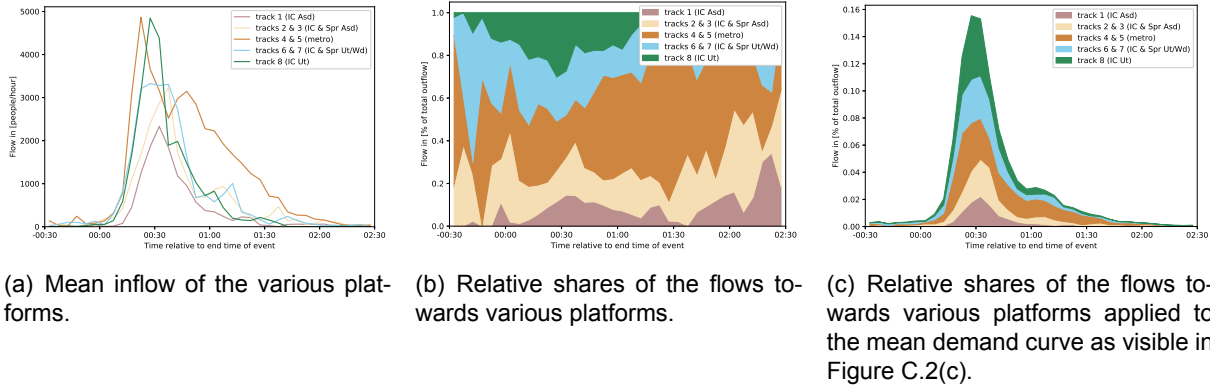 track 1 (IC Asd)
tracks 2 & 3 (IC & Spr Asd)
tracks 4 & 5 (metro)
tracks 6 & 7 (IC & Spr Ut/Wd)
track 8 (IC Ut)
5000
4000
3000
2000
1000
0
Flow in [people/hour]
-00:30 00:00 00:30 01:00 01:30 02:00 02:30
Time relative to end time of event
(a) Mean inflow of the various plat-
forms.
track 1 (IC Asd)
tracks 2 & 3 (IC & Spr Asd)
tracks 4 & 5 (metro)
tracks 6 & 7 (IC & Spr Ut/Wd)
track 8 (IC Ut)
1.0
0.8
0.6
0.4
0.2
0.0
Flow in [% of total outflow]
-00:30 00:00 00:30 01:00 01:30 02:00 02:30
Time relative to end time of event
(b) Relative shares of the flows to-
wards various platforms.
track 1 (IC Asd)
tracks 2 & 3 (IC & Spr Asd)
tracks 4 & 5 (metro)
tracks 6 & 7 (IC & Spr Ut/Wd)
track 8 (IC Ut)
0.16
0.14
0.12
0.10
0.08
0.06
0.04
0.02
0.00
Flow in [% of total outflow]
-00:30 00:00 00:30 01:00 01:30 02:00 02:30
Time relative to end time of event
(c) Relative shares of the flows to-
wards various platforms applied to
the mean demand curve as visible in
Figure C.2(c).